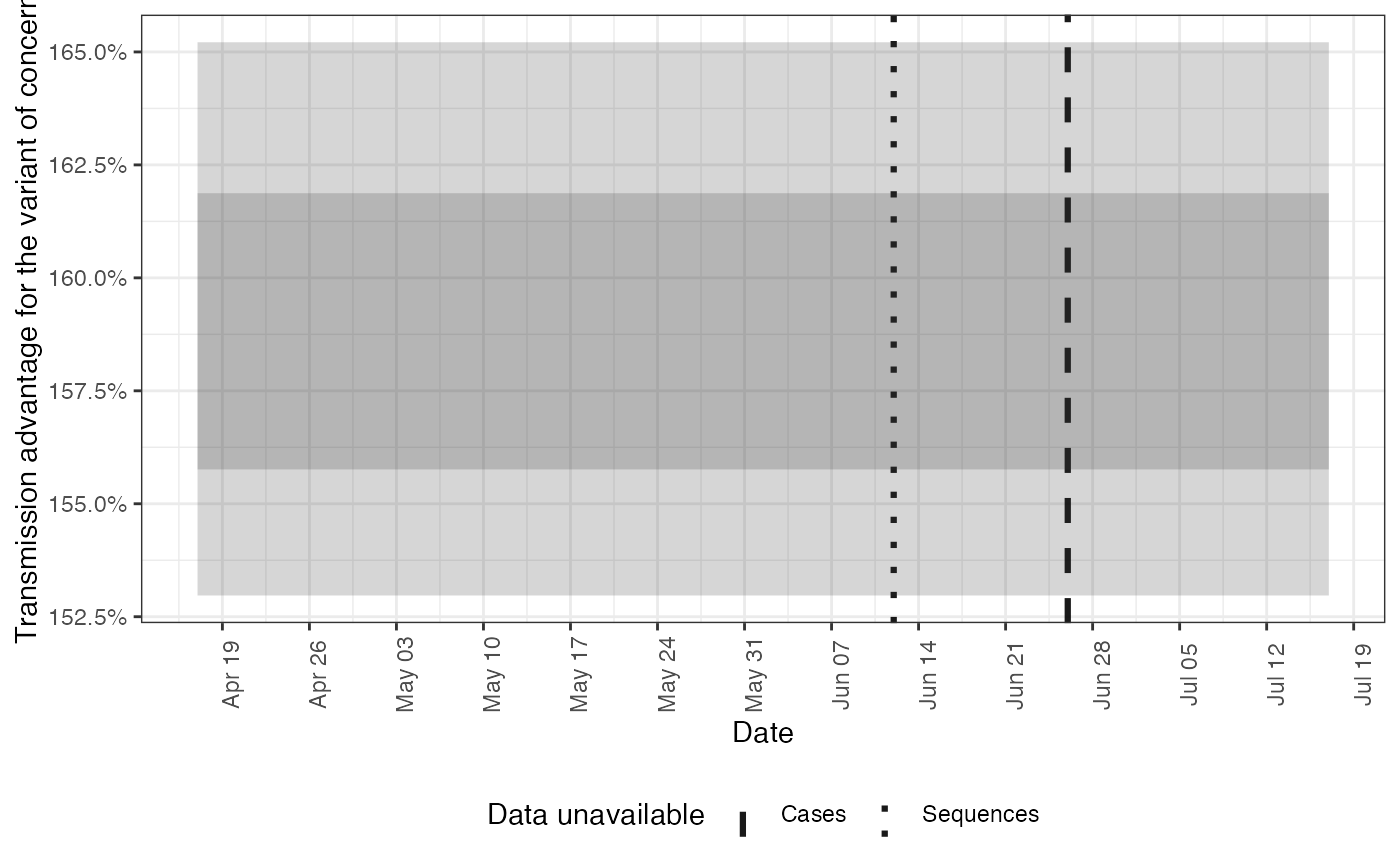 Transmission advantage for the variant of concern
165.0%
162.5%
160.0%
157.5%
155.0%
152.5%
Apr 19
Apr 26
May 03
May 10
May 17
May 24
May 31
Jun 07
Jun 14
Jun 21
Jun 28
Jul 05
Jul 12
Jul 19
Date
Data unavailable Cases Sequences